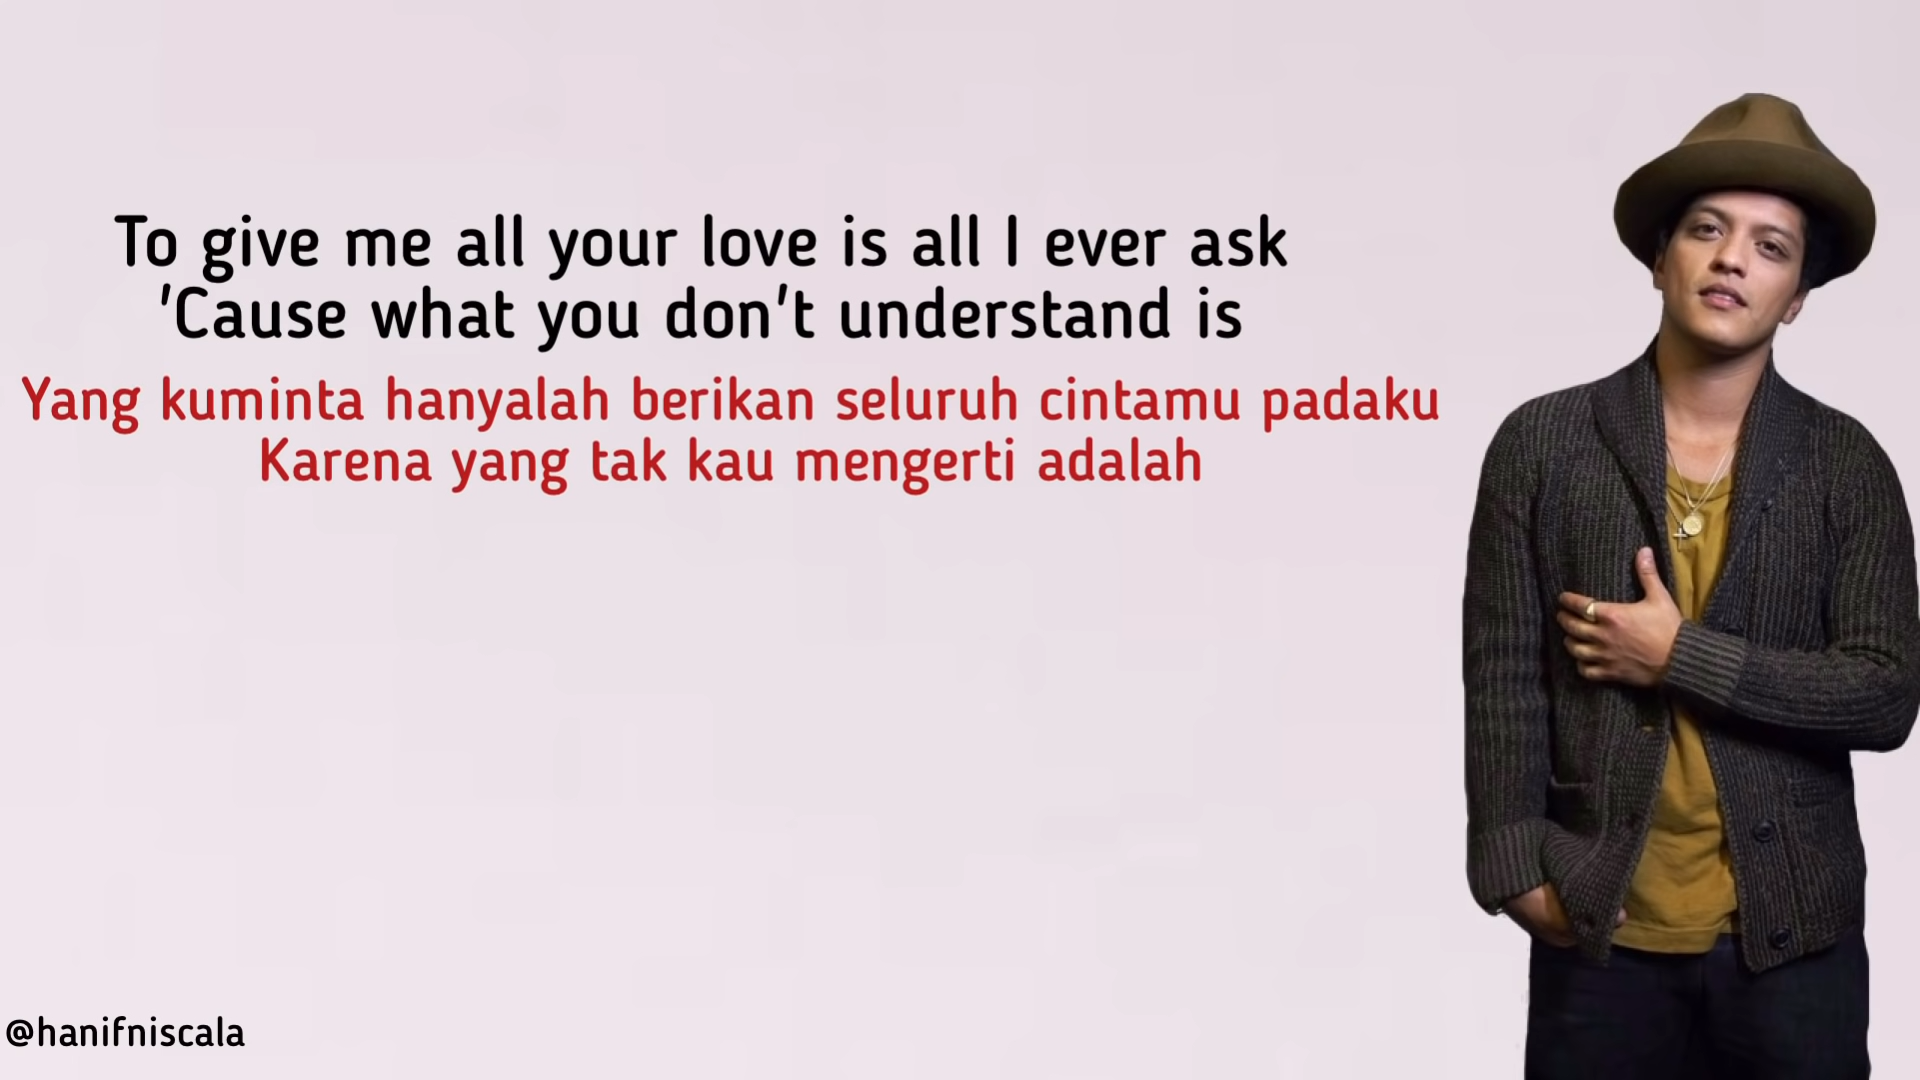 To give me all your love is all I ever ask
'Cause what you don't understand is
Yang kuminta hanyalah berikan seluruh cintamu padaku
Karena yang tak kau mengerti adalah
@hanifniscala